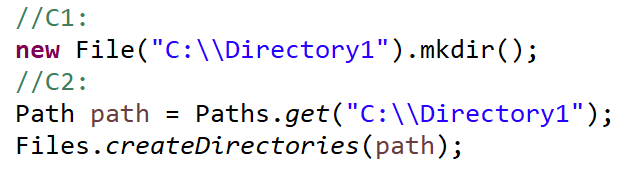 //C1:
new File("C:\\Directory1").mkdir();
//C2:
Path path = Paths.get("C:\\Directory1");
Files.createDirectories(path);